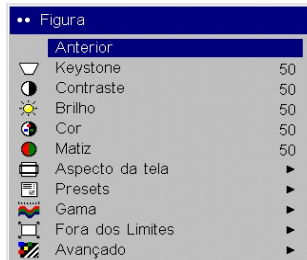 •• Figura
Anterior
Keystone 50
Contraste 50
Brilho 50
Cor 50
Matiz 50
Aspecto da tela ►
Presets ►
Gama ►
Fora dos Limites ►
Avançado ►